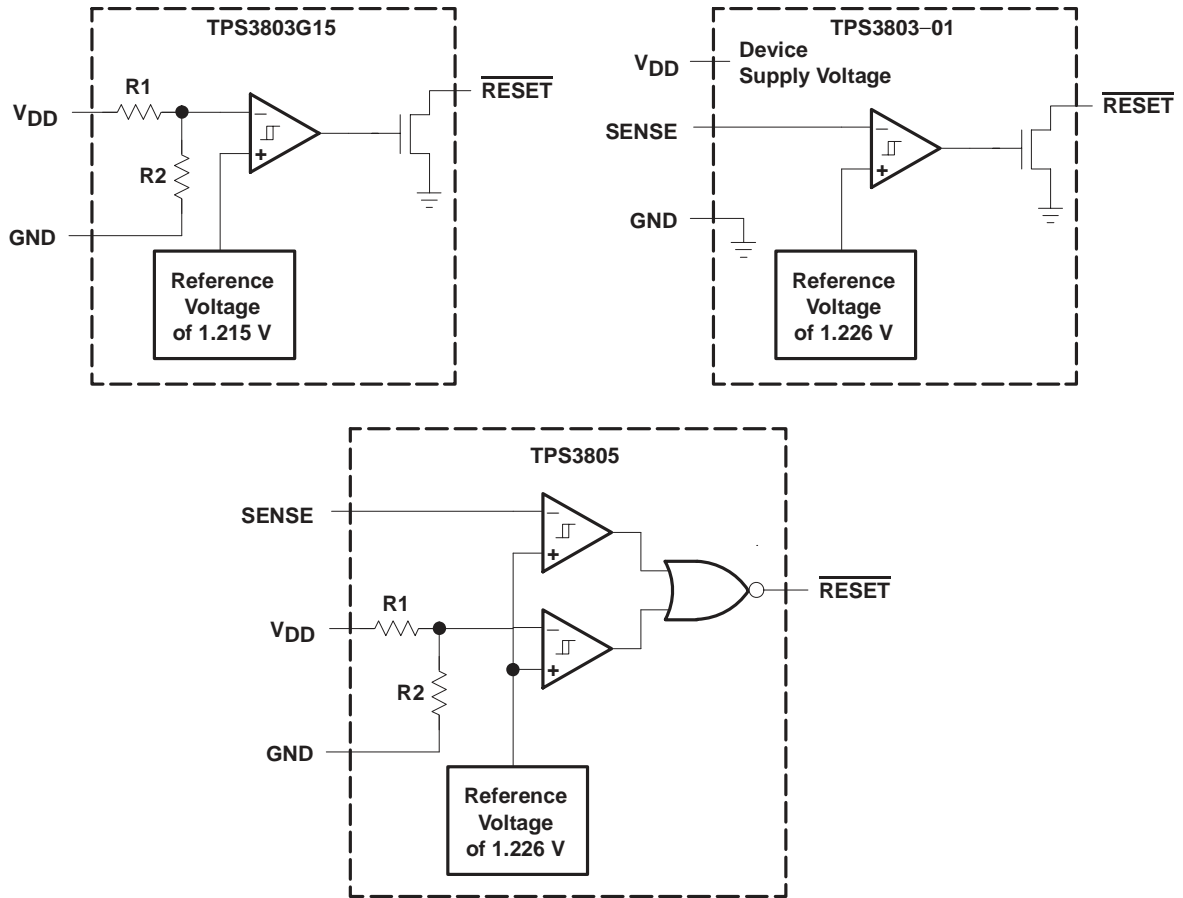 TPS3803G15
R1
VDD
−
+
R2
GND
RESET
Reference
Voltage
of 1.215 V
TPS3803−01
VDD
Device
Supply Voltage
SENSE
−
+
GND
RESET
Reference
Voltage
of 1.226 V
TPS3805
SENSE
−
+
R1
VDD
−
+
R2
GND
RESET
Reference
Voltage
of 1.226 V